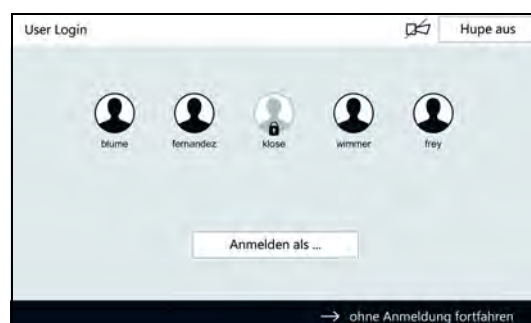 User Login
Hupe aus
blume fernandez klose wimmer frey
Anmelden als ...
→ ohne Anmeldung fortfahren